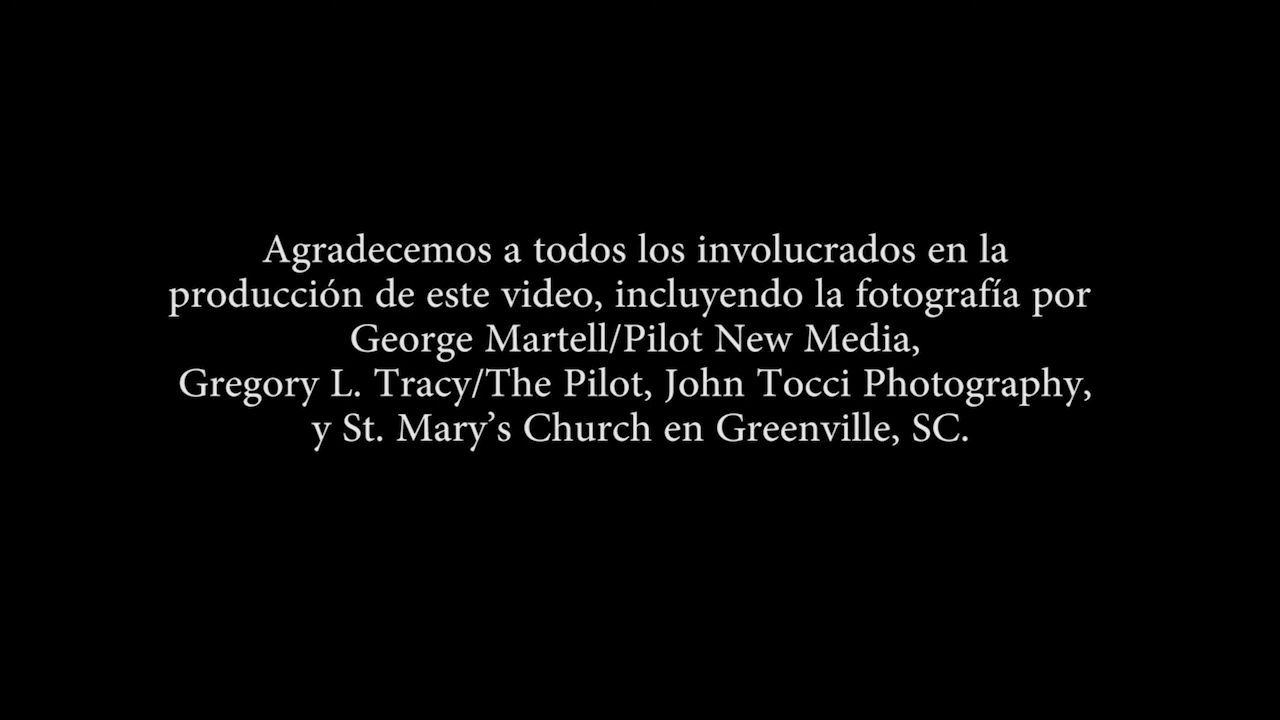 Agradecemos a todos los involucrados en la
producción de este video, incluyendo la fotografía por
George Martell/Pilot New Media,
Gregory L. Tracy/The Pilot, John Tocci Photography,
y St. Mary’s Church en Greenville, SC.